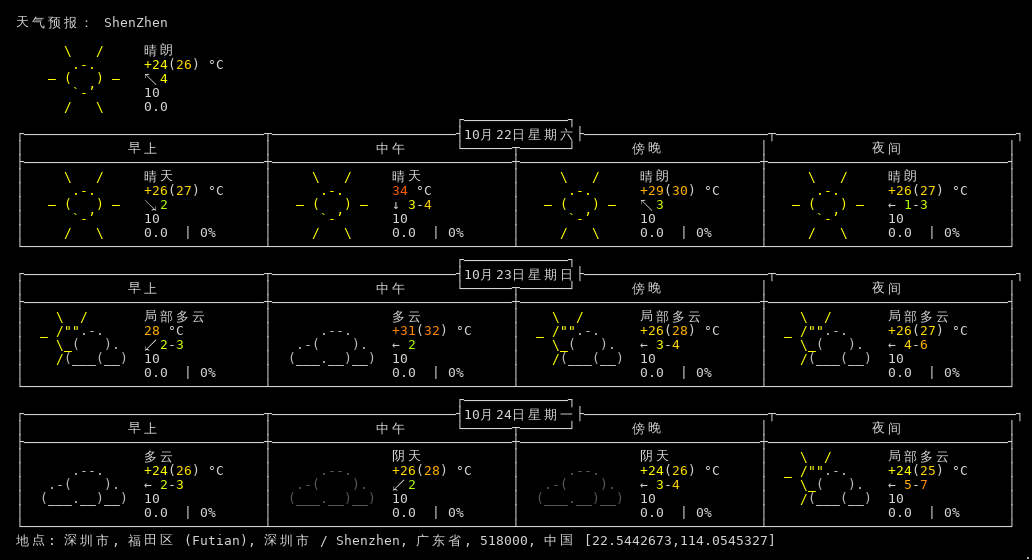 天气预报： ShenZhen
晴朗
+24(26) °C
↖ 4
10
0.0
10月22日星期六
早上 中午 傍晚 夜间
晴天 晴天 晴朗 晴朗
+26(27) °C 34 °C +29(30) °C +26(27) °C
↘ 2 ↓ 3-4 ↖ 3 ← 1-3
10 10 10 10
0.0 | 0% 0.0 | 0% 0.0 | 0% 0.0 | 0%
10月23日星期日
早上 中午 傍晚 夜间
局部多云 多云 局部多云 局部多云
28 °C +31(32) °C +26(28) °C +26(27) °C
↙ 2-3 ← 2 ← 3-4 ← 4-6
10 10 10 10
0.0 | 0% 0.0 | 0% 0.0 | 0% 0.0 | 0%
10月24日星期一
早上 中午 傍晚 夜间
多云 阴天 阴天 局部多云
+24(26) °C +26(28) °C +24(26) °C +24(25) °C
← 2-3 ↙ 2 ← 3-4 ← 5-7
10 10 10 10
0.0 | 0% 0.0 | 0% 0.0 | 0% 0.0 | 0%
地点: 深圳市, 福田区 (Futian), 深圳市 / Shenzhen, 广东省, 518000, 中国 [22.5442673,114.0545327]